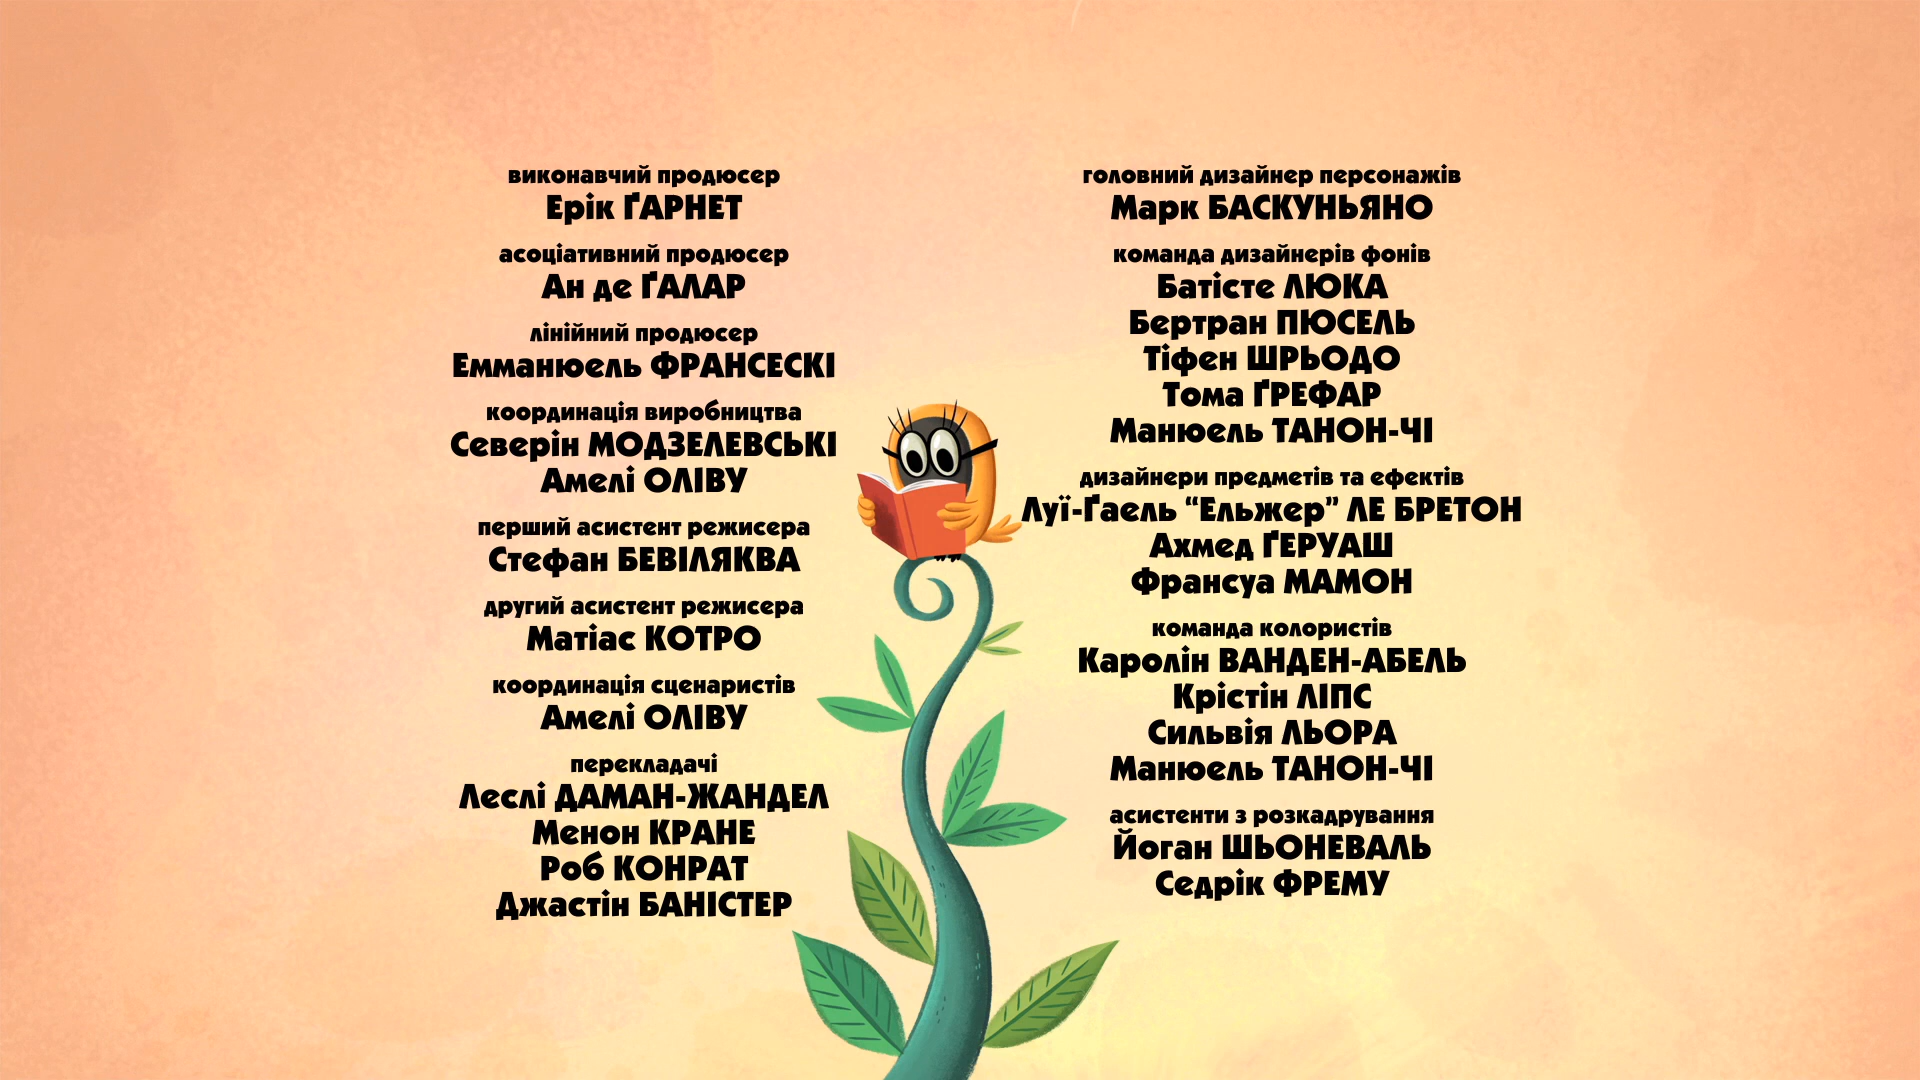 виконавчий продюсер
Ерік ҐАРНЕТ
асоціативний продюсер
Ан де ҐАЛАР
лінійний продюсер
Емманюель ФРАНСЕСКІ
координація виробництва
Северін МОДЗЕЛЕВСЬКІ
Амелі ОЛІВУ
перший асистент режисера
Стефан БЕВІЛЯКВА
другий асистент режисера
Матіас КОТРО
координація сценаристів
Амелі ОЛІВУ
перекладачі
Леслі ДАМАН-ЖАНДЕЛ
Менон КРАНЕ
Роб КОНРАТ
Джастін БАНІСТЕР
головний дизайнер персонажів
Марк БАСКУНЬЯНО
команда дизайнерів фонів
Батісте ЛЮКА
Бертран ПЮСЕЛЬ
Тіфен ШРЬОДО
Тома ҐРЕФАР
Манюель ТАНОН-ЧІ
дизайнери предметів та ефектів
Луї-Ґаель “Ельжер” ЛЕ БРЕТОН
Ахмед ҐЕРУАШ
Франсуа МАМОН
команда колористів
Каролін ВАНДЕН-АБЕЛЬ
Крістін ЛІПС
Сильвія ЛЬОРА
Манюель ТАНОН-ЧІ
асистенти з розкадрування
Йоган ШЬОНЕВАЛЬ
Седрік ФРЕМУ